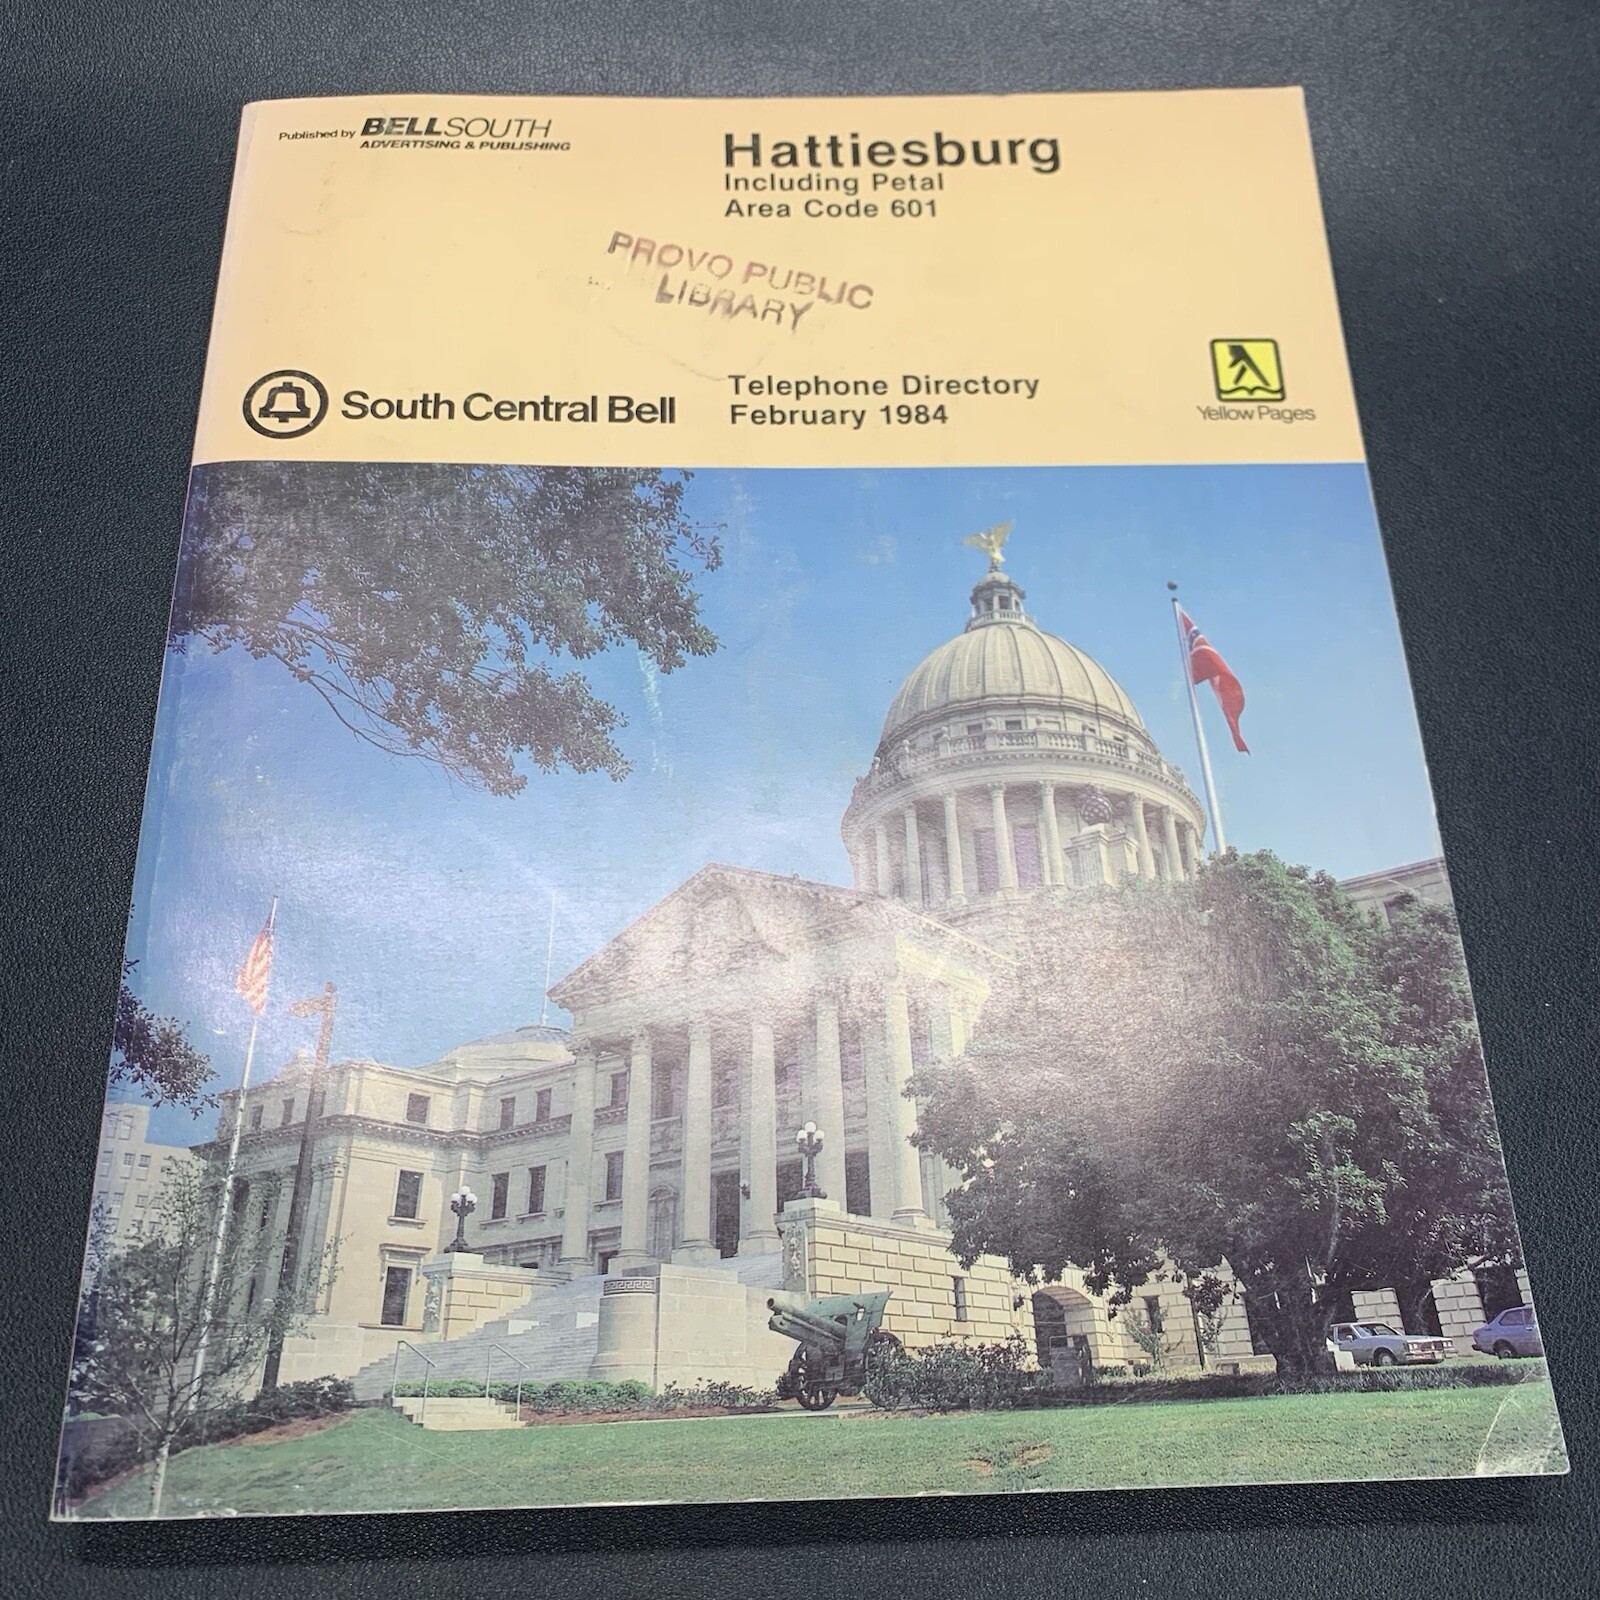 Published by BELLSOUTH
ADVERTISING & PUBLISHING
Hattiesburg
Including Petal
Area Code 601
PROVO PUBLIC
LIBRARY
South Central Bell
Telephone Directory
February 1984
Yellow Pages